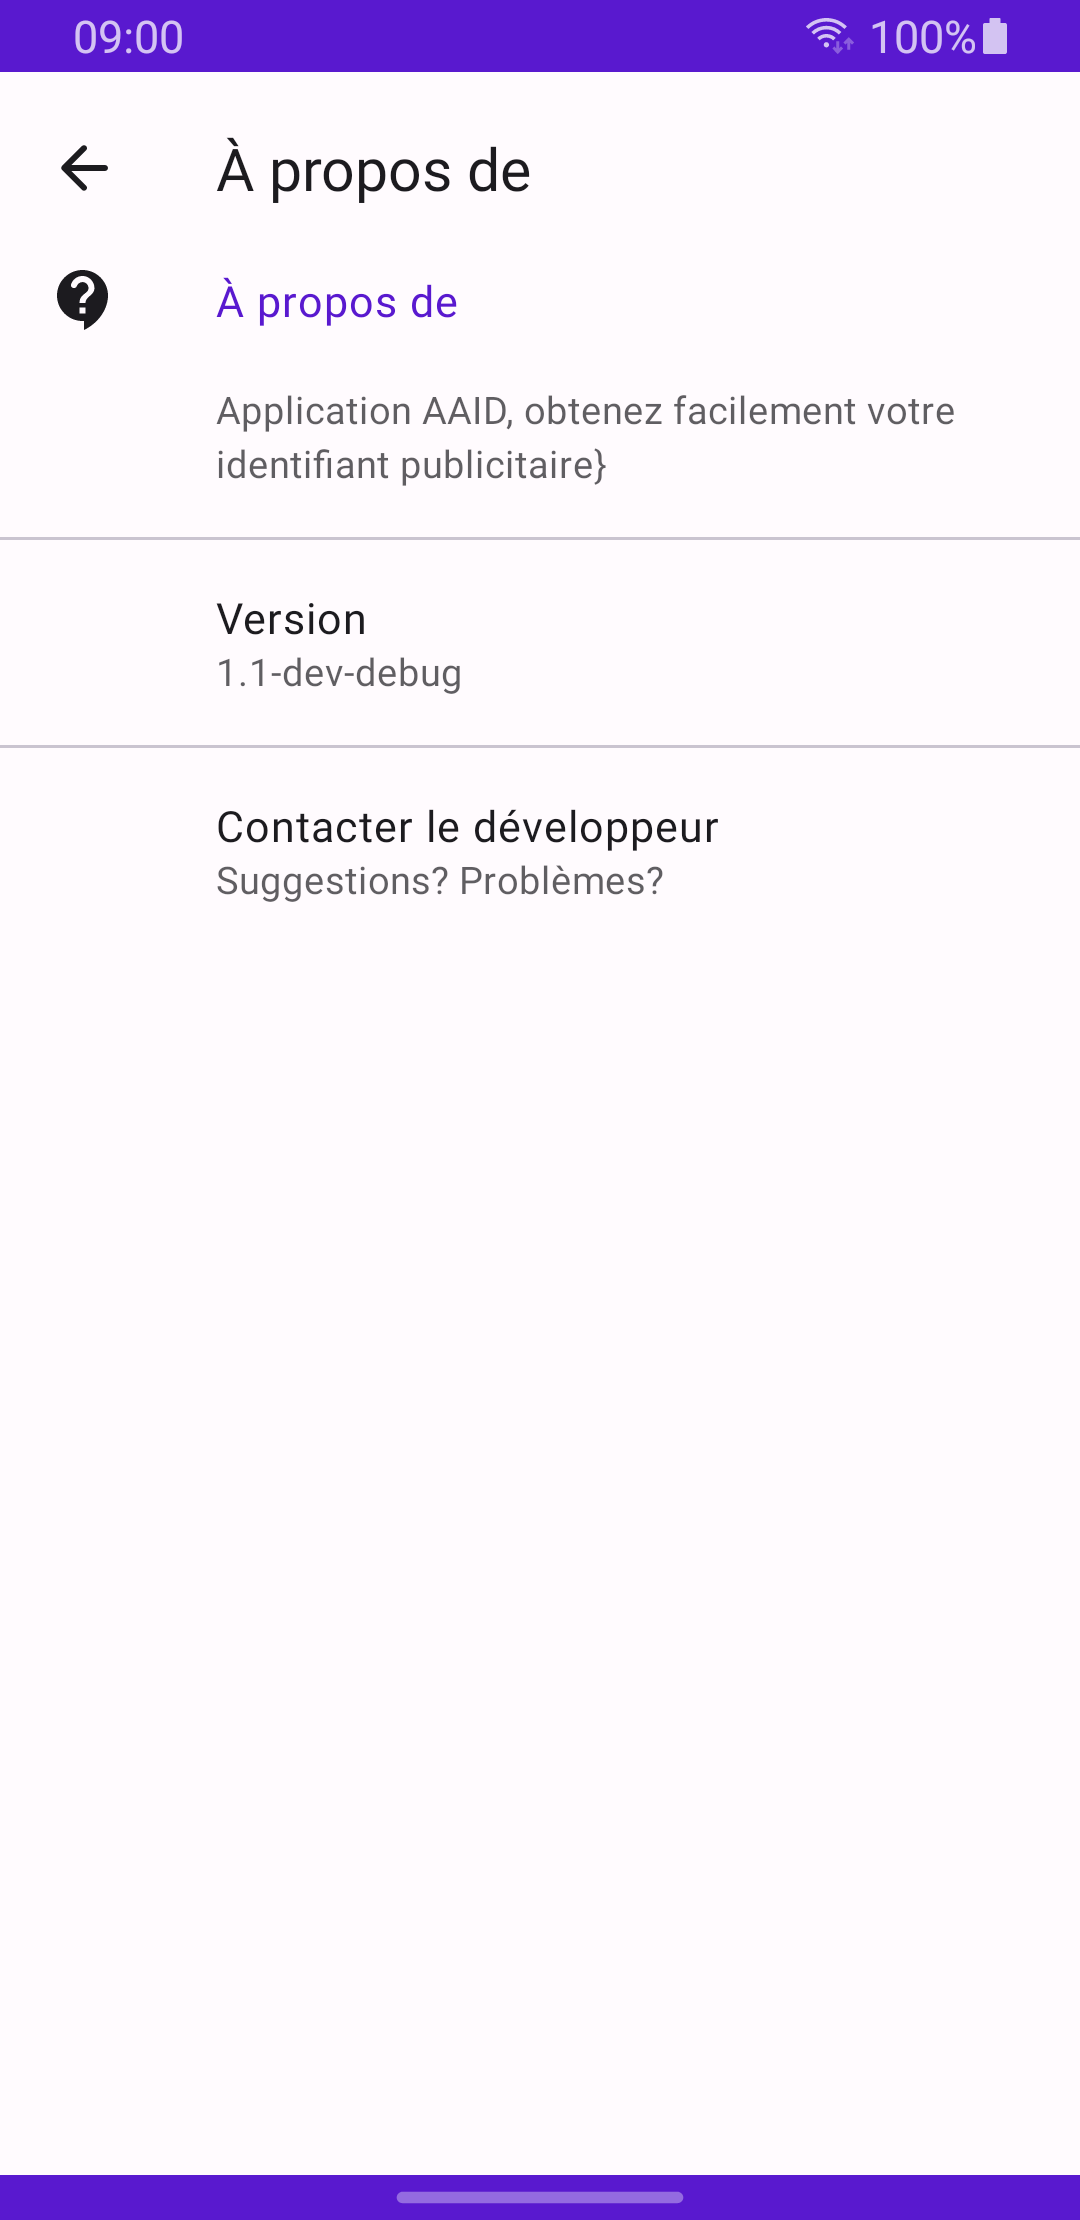 09:00 100%
À propos de
À propos de
Application AAID, obtenez facilement votre
identifiant publicitaire}
Version
1.1-dev-debug
Contacter le développeur
Suggestions? Problèmes?